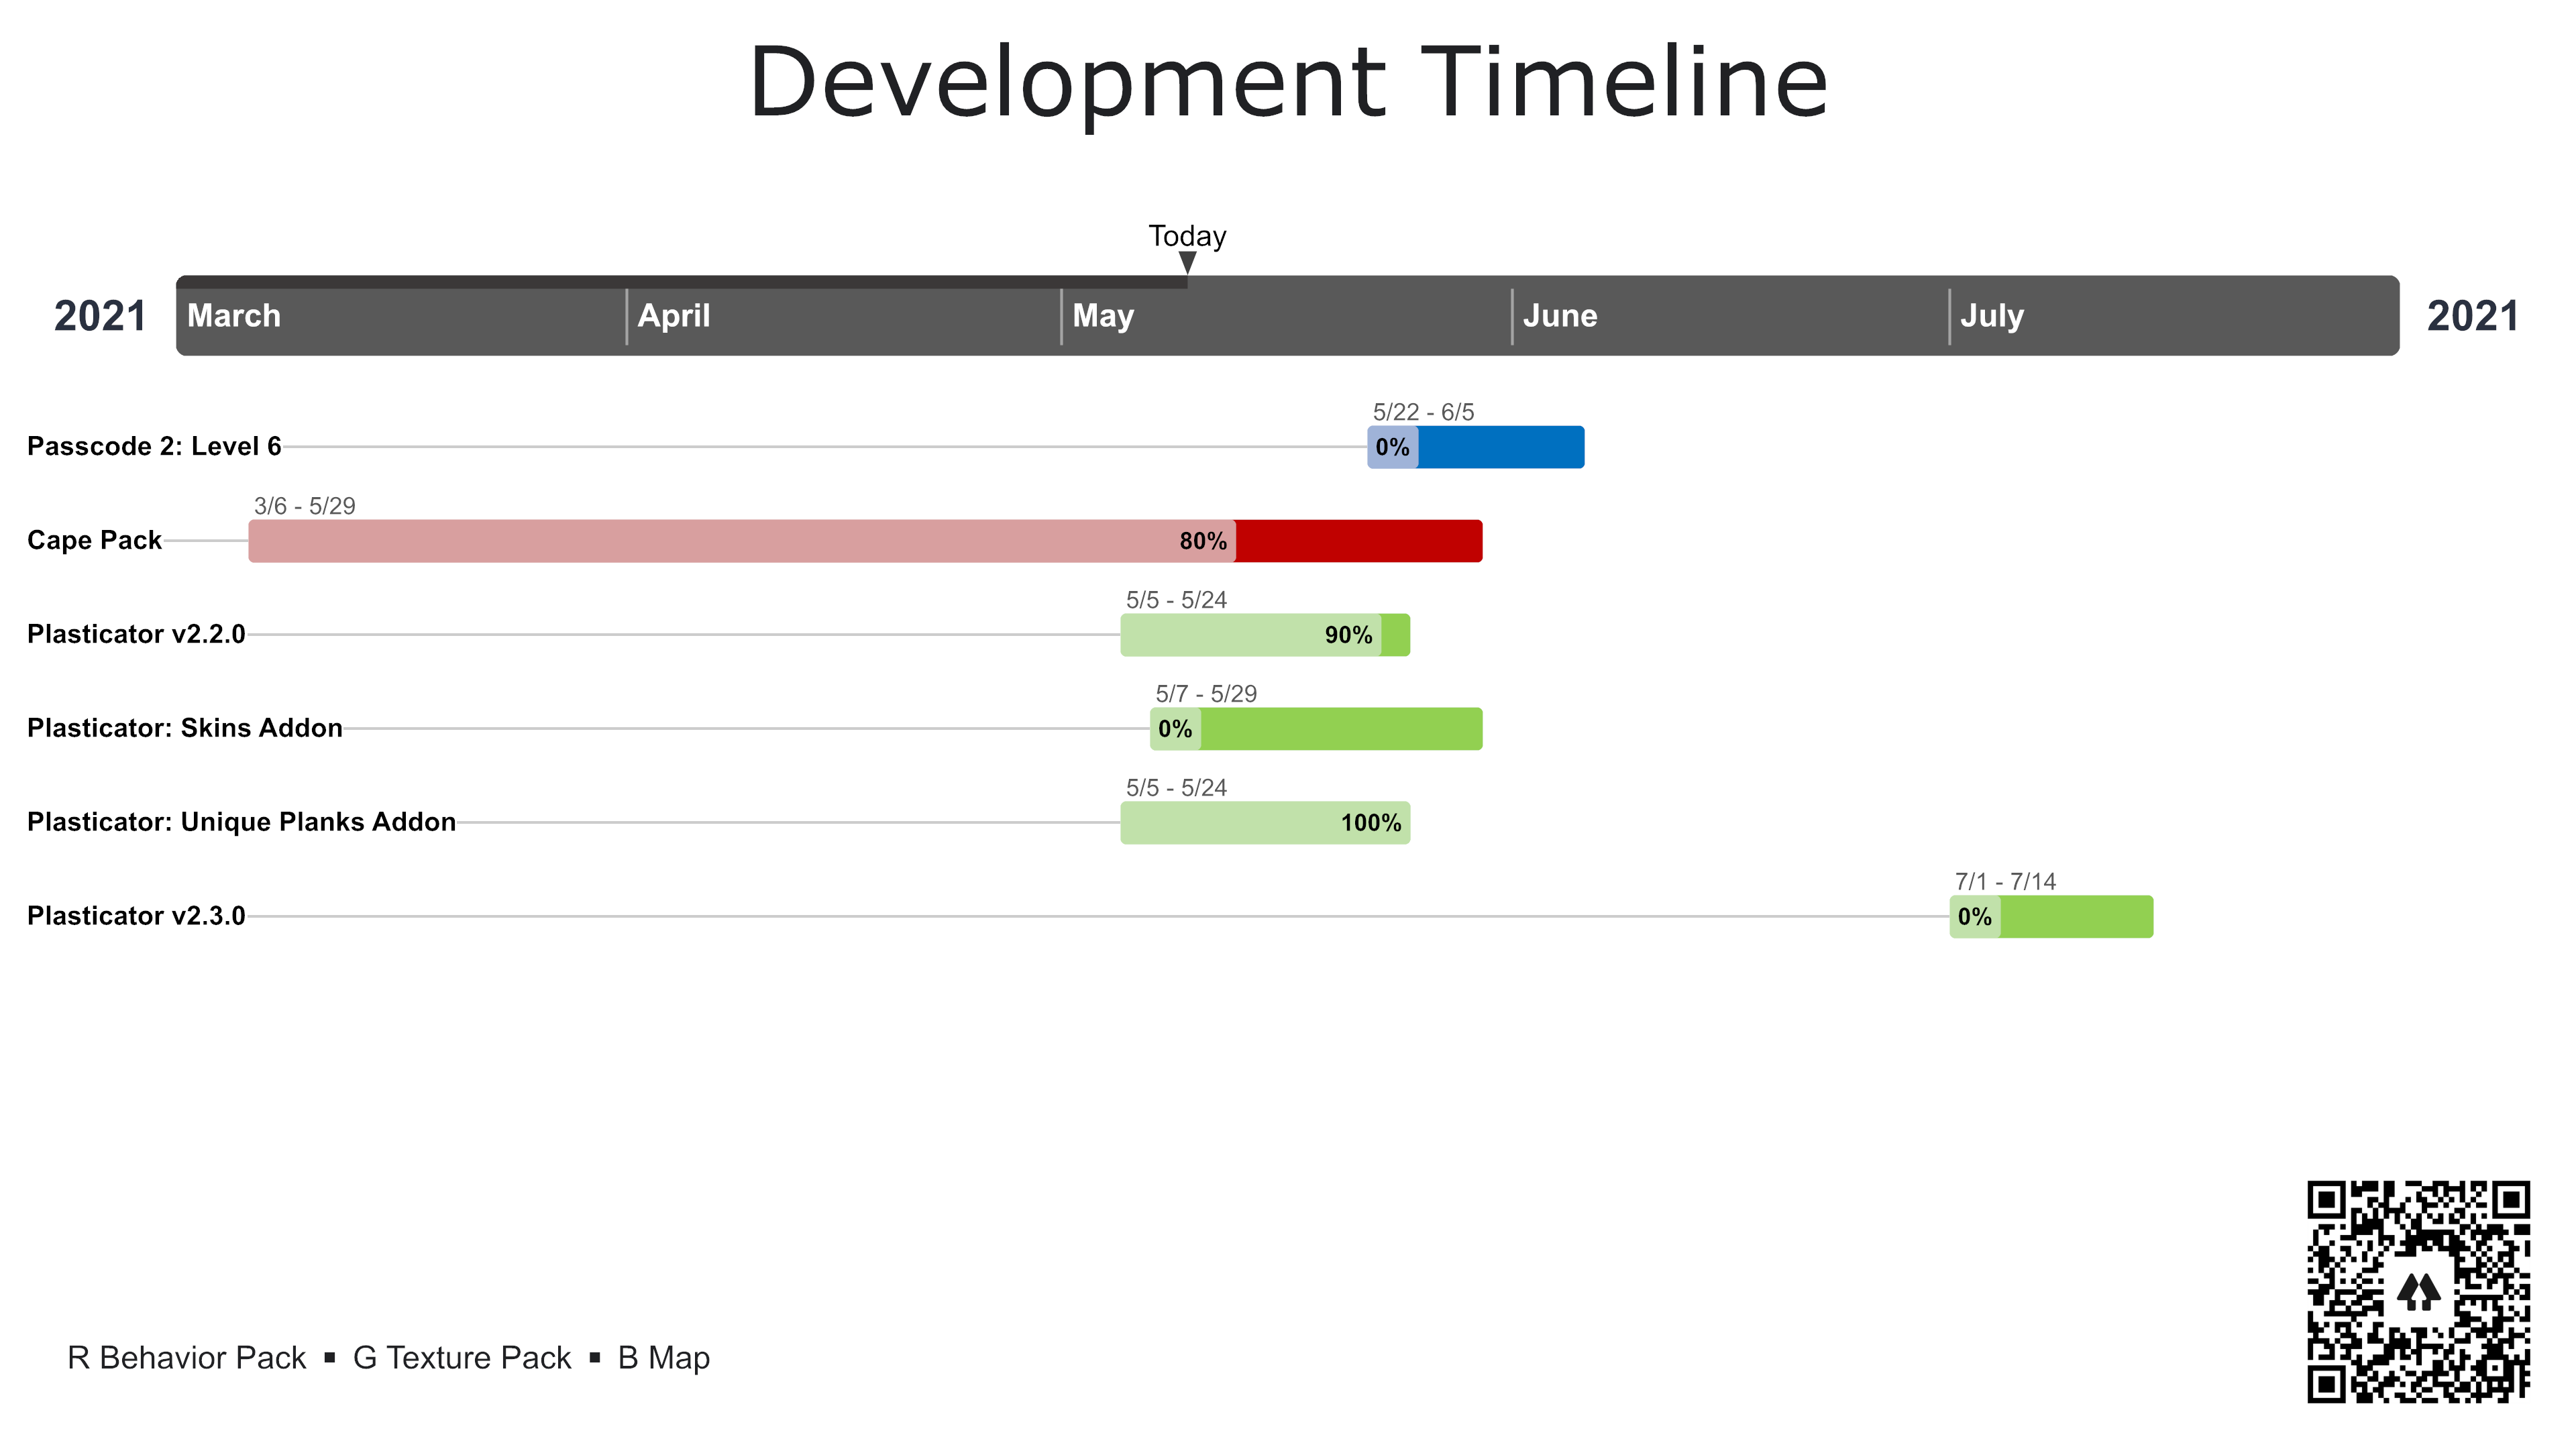 Development Timeline
Today
2021 March April May June July 2021
5/22 - 6/5
Passcode 2: Level 6 0%
3/6 - 5/29
Cape Pack 80%
5/5 - 5/24
Plasticator v2.2.0 90%
5/7 - 5/29
Plasticator: Skins Addon 0%
5/5 - 5/24
Plasticator: Unique Planks Addon 100%
7/1 - 7/14
Plasticator v2.3.0 0%
R Behavior Pack ▪ G Texture Pack ▪ B Map